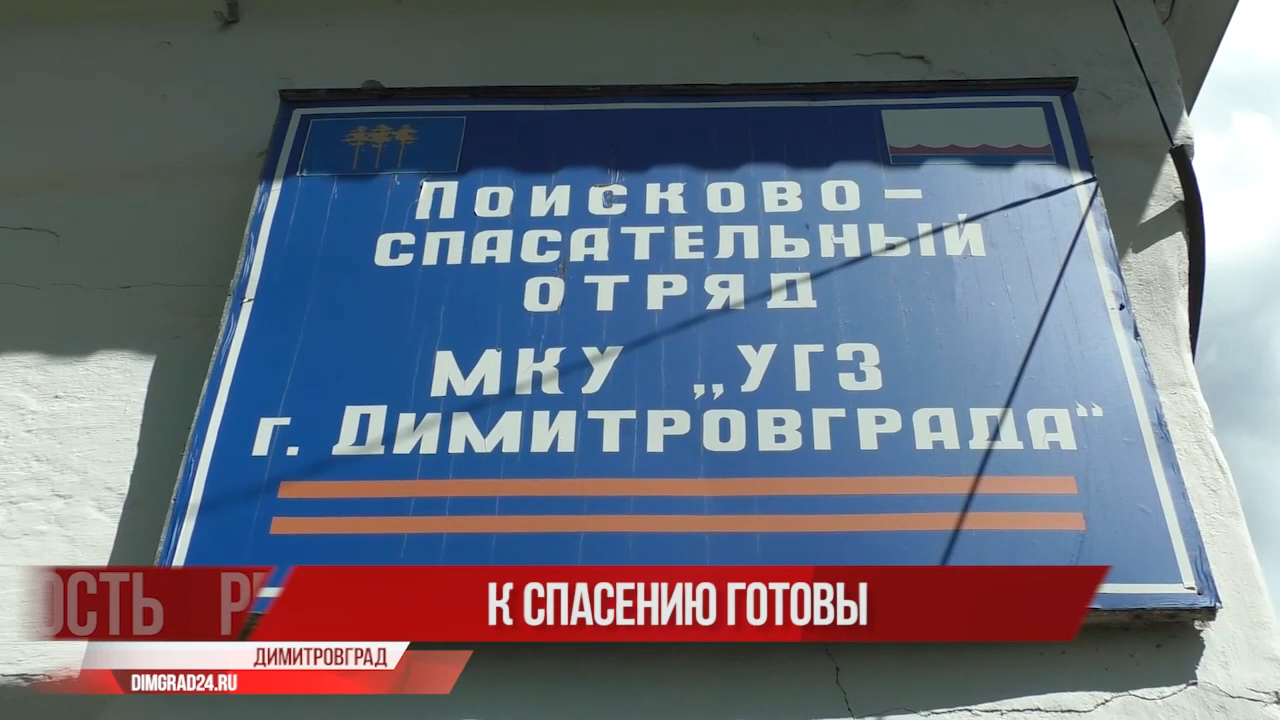 Поисково-
спасательный
отряд
МКУ „УГЗ
г. Димитровграда“
К СПАСЕНИЮ ГОТОВЫ
ДИМИТРОВГРАД
DIMGRAD24.RU